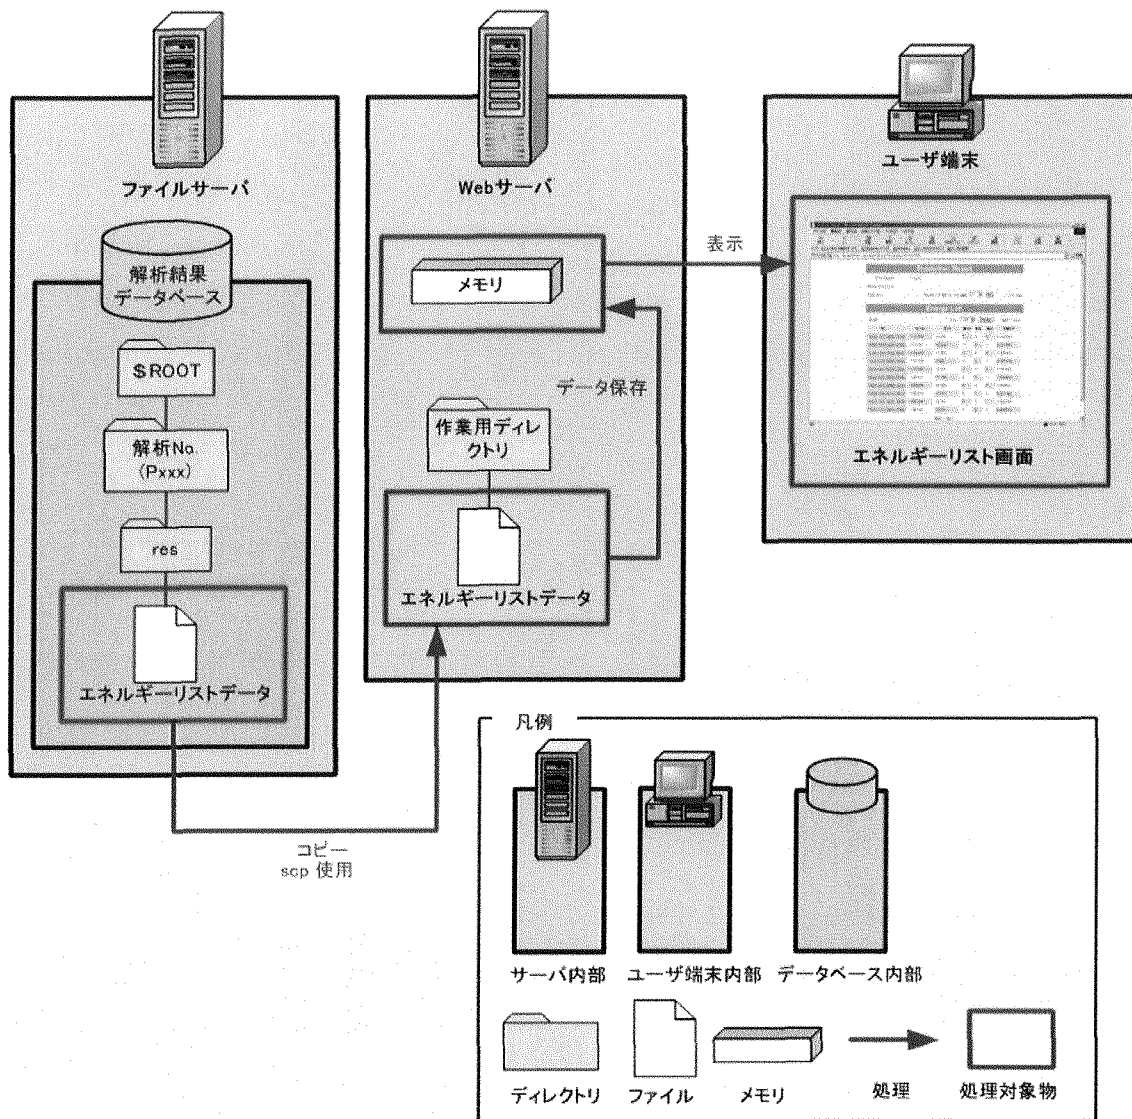 ファイルサーバ
解析結果
データベース
$ROOT
解析No.
(Pxxx)
res
エネルギーリストデータ
コピー
scp 使用
Webサーバ
メモリ
データ保存
作業用ディレ
クトリ
エネルギーリストデータ
表示
ユーザ端末
エネルギーリスト画面
凡例
サーバ内部
ユーザ端末内部
データベース内部
ディレクトリ
ファイル
メモリ
処理
処理対象物